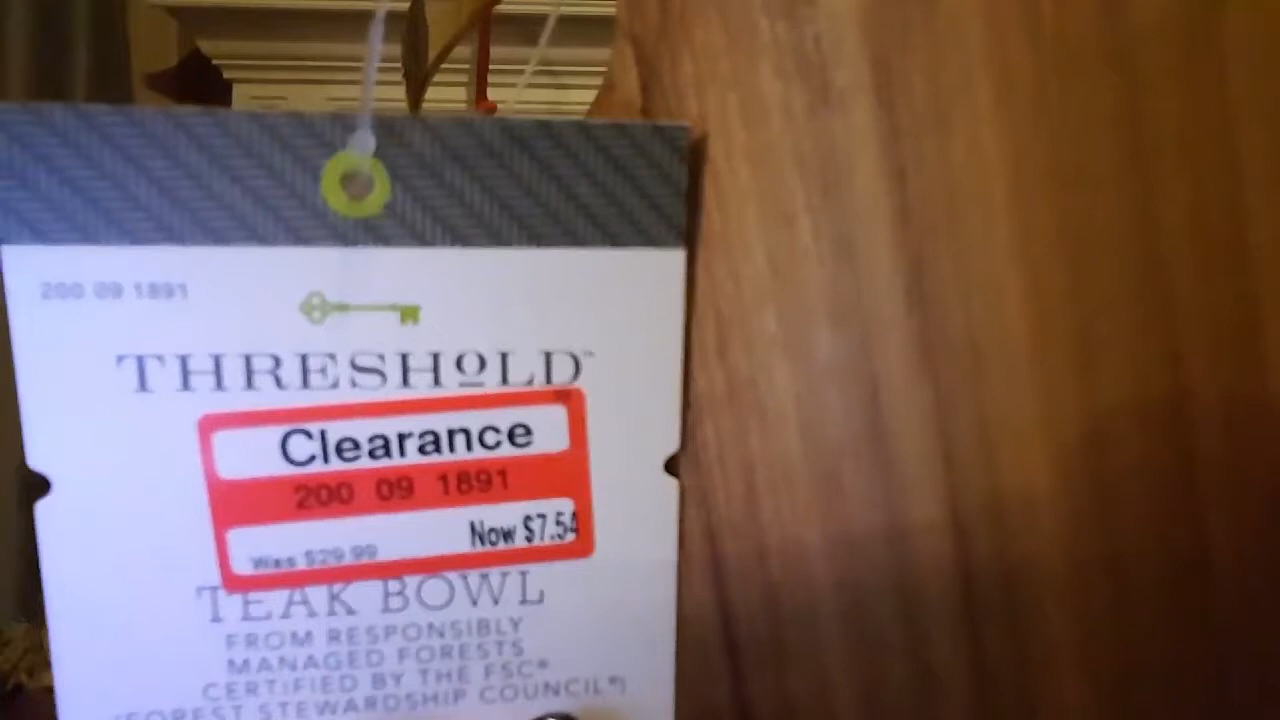 200 09 1891
THRESHOLD™
Clearance
200 09 1891
Now $7.54
Was $29.99
TEAK BOWL
FROM RESPONSIBLY
MANAGED FORESTS
CERTIFIED BY THE FSC®
(FOREST STEWARDSHIP COUNCIL®)